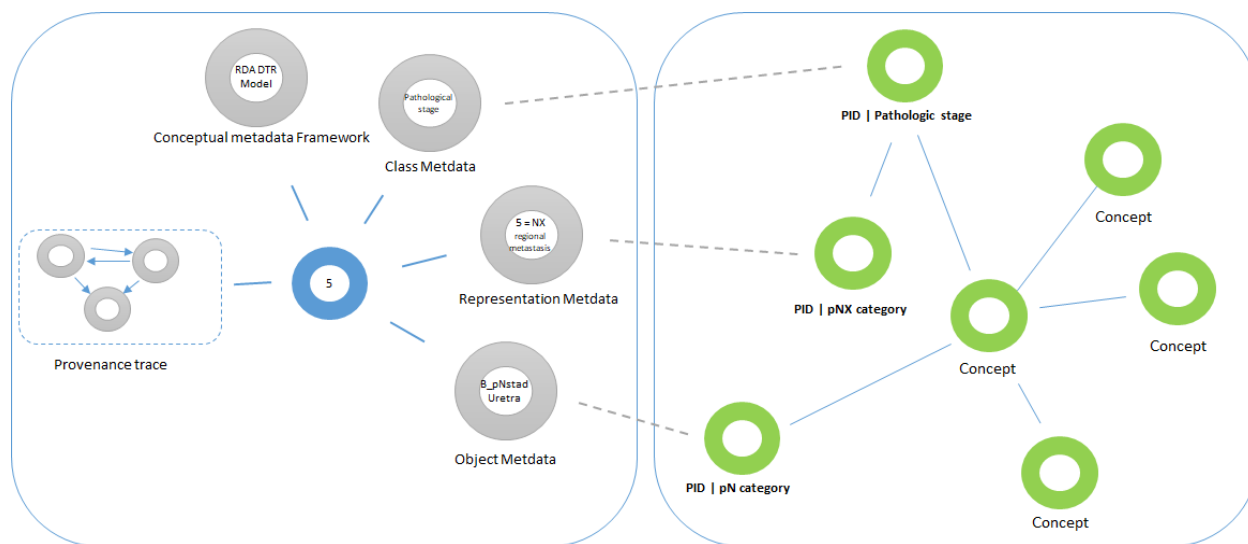 RDA DTR
Model
Conceptual metadata Framework
Pathological
stage
Class Metdata
5 = NX
regional
metastasis
Representation Metdata
5
Provenance trace
B_pNstad
Uretra
Object Metdata
PID | Pathologic stage
Concept
PID | pNX category
Concept
Concept
PID | pN category
Concept